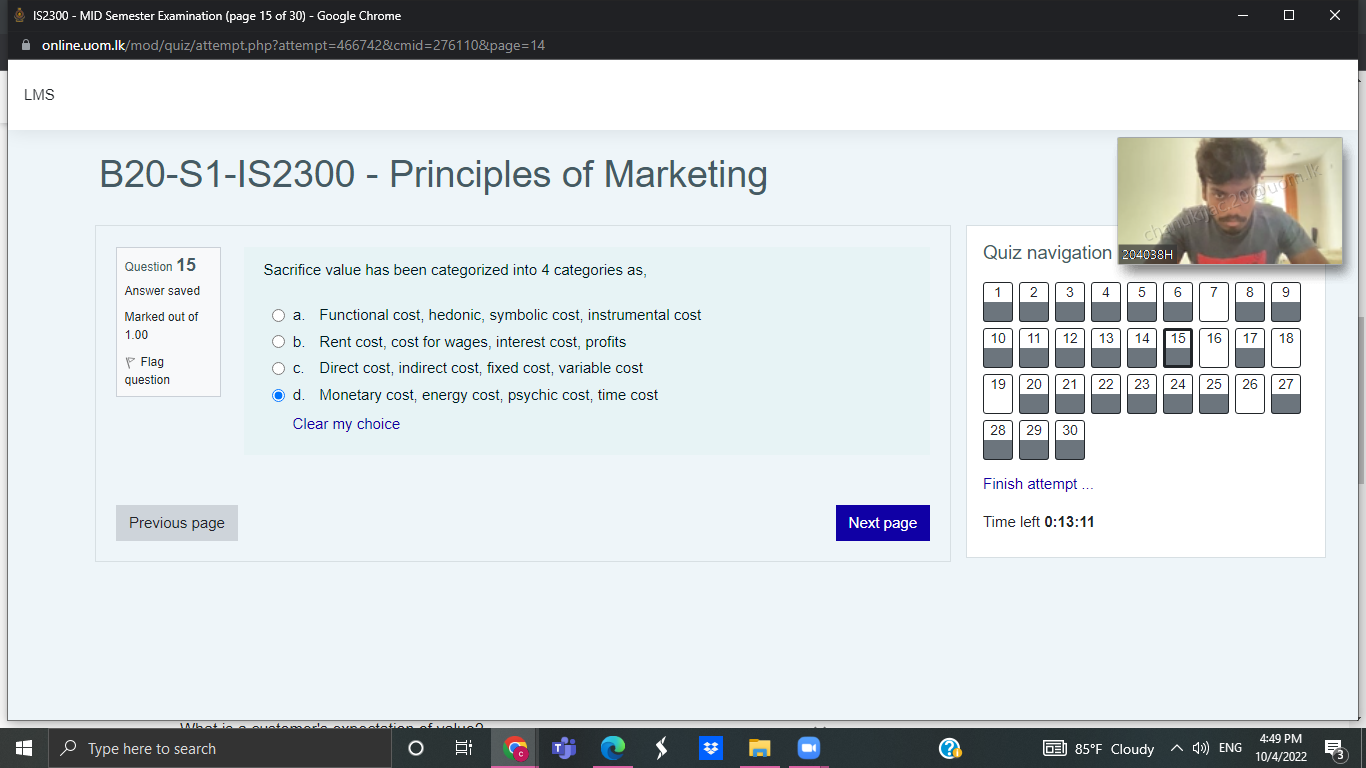 IS2300 - MID Semester Examination (page 15 of 30) - Google Chrome
online.uom.lk/mod/quiz/attempt.php?attempt=466742&cmid=276110&page=14
LMS
B20-S1-IS2300 - Principles of Marketing
204038H
Question 15
Answer saved
Marked out of
1.00
Flag
question
Sacrifice value has been categorized into 4 categories as,
a. Functional cost, hedonic, symbolic cost, instrumental cost
b. Rent cost, cost for wages, interest cost, profits
c. Direct cost, indirect cost, fixed cost, variable cost
d. Monetary cost, energy cost, psychic cost, time cost
Clear my choice
Previous page
Next page
Quiz navigation
1 2 3 4 5 6 7 8 9
10 11 12 13 14 15 16 17 18
19 20 21 22 23 24 25 26 27
28 29 30
Finish attempt ...
Time left 0:13:11
What is a customer's expectation of value?
Type here to search
85°F Cloudy
ENG
4:49 PM
10/4/2022
3